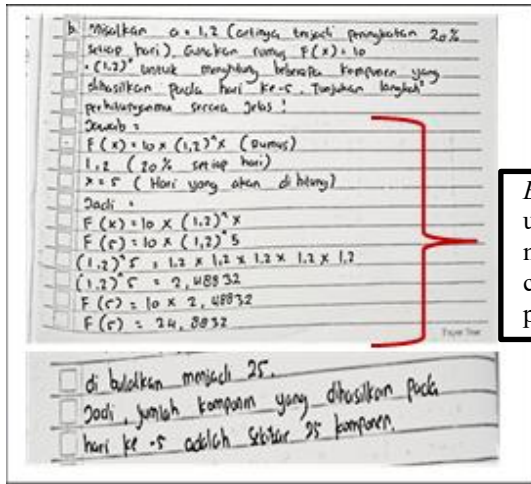 b. Misalkan a = 1,2 (artinya terjadi peningkatan 20%
setiap hari). Gunakan rumus F(x) = 10
. (1,2)ˣ untuk menghitung beberapa komponen yang
dihasilkan pada hari ke-5. Tunjukan langkah²
perhitunganmu secara jelas!
Jawab :
F (x) = 10 x (1,2)^x (Rumus)
1,2 (20% setiap hari)
x = 5 (Hari yang akan di hitung)
Jadi :
F (x) = 10 x (1,2)^x
F (5) = 10 x (1,2)^5
(1,2)^5 = 1,2 x 1,2 x 1,2 x 1,2 x 1,2
(1,2)^5 = 2,48832
F (5) = 10 x 2,48832
F (5) = 24,8832
di bulatkan menjadi 25.
Jadi, jumlah komponen yang dihasilkan pada
hari ke -5 adalah sekitar 25 komponen.